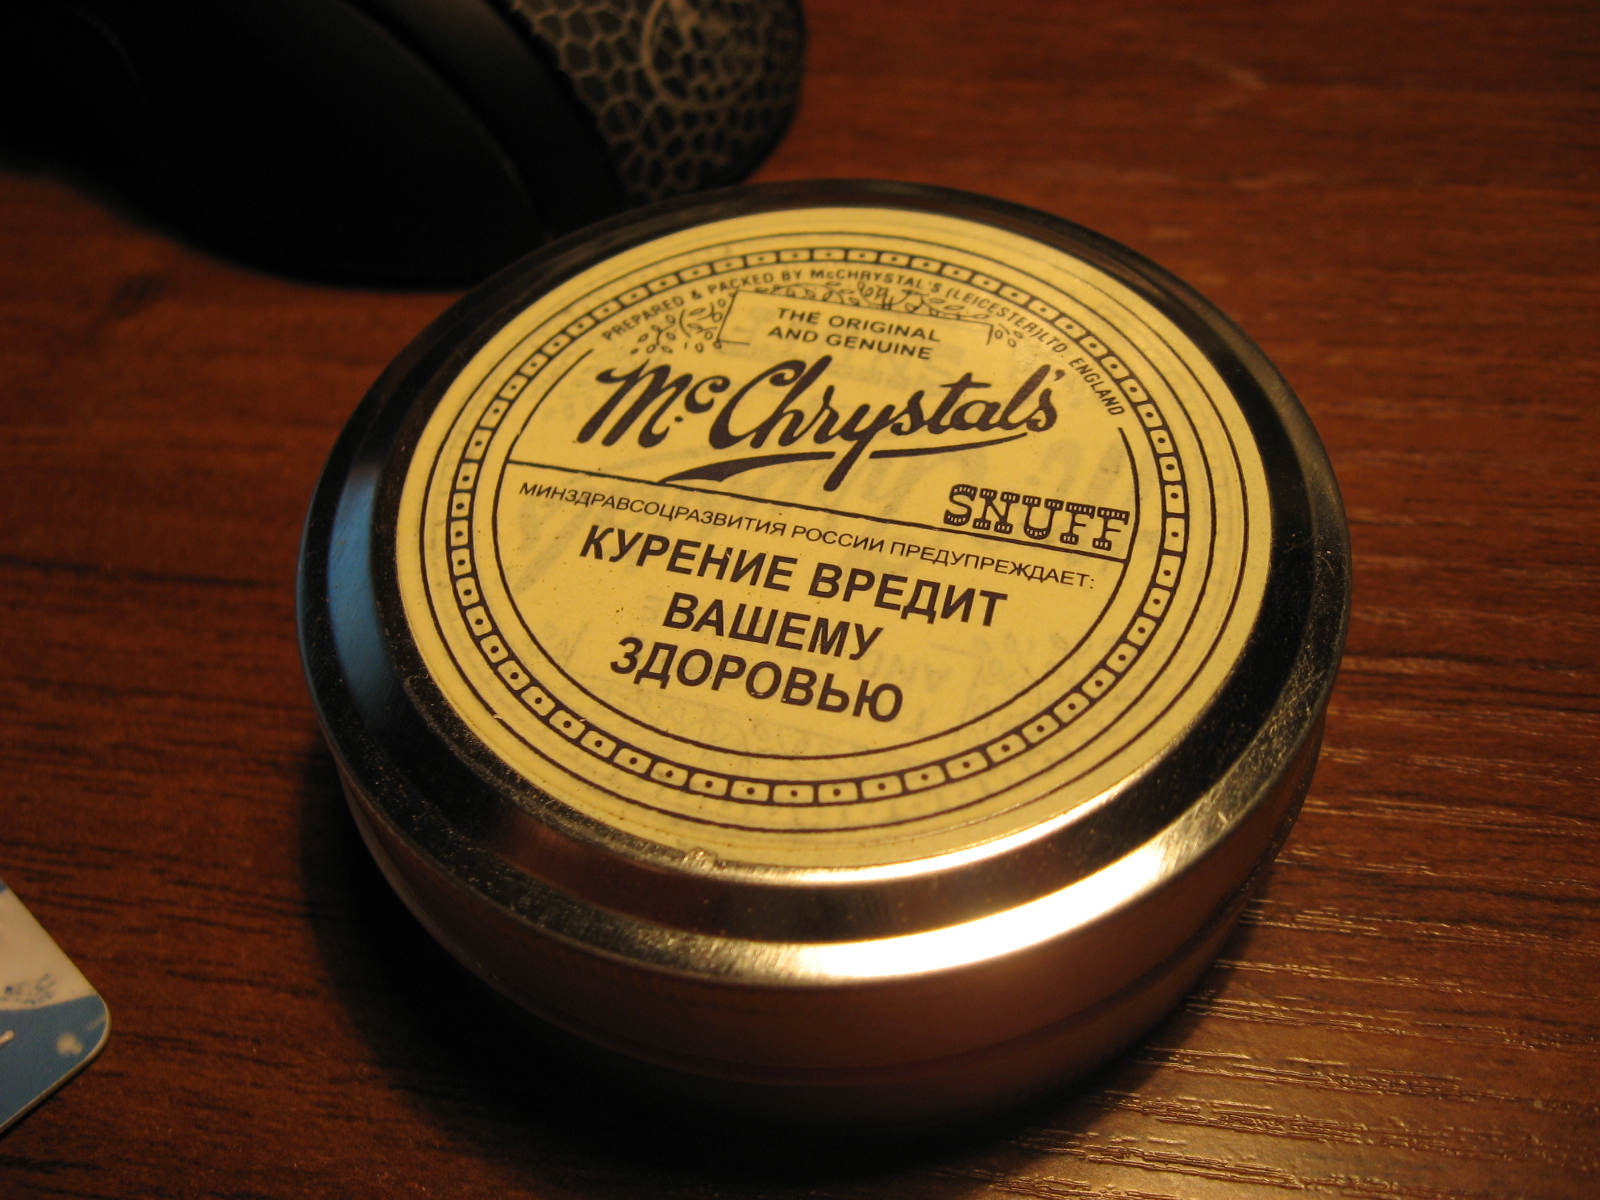 PREPARED & PACKED BY McCHRYSTAL'S (LEICESTER) LTD. ENGLAND
THE ORIGINAL
AND GENUINE
McChrystal's
SNUFF
МИНЗДРАВСОЦРАЗВИТИЯ РОССИИ ПРЕДУПРЕЖДАЕТ:
КУРЕНИЕ ВРЕДИТ
ВАШЕМУ
ЗДОРОВЬЮ